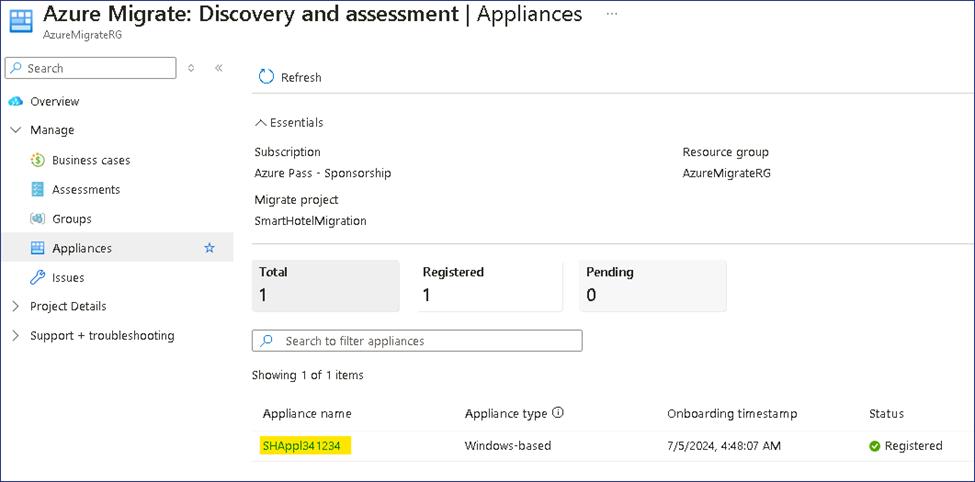 Azure Migrate: Discovery and assessment | Appliances ...
AzureMigrateRG
Search
Refresh
Overview
Manage
Business cases
Assessments
Groups
Appliances
Issues
Project Details
Support + troubleshooting
Essentials
Subscription
Azure Pass - Sponsorship
Resource group
AzureMigrateRG
Migrate project
SmartHotelMigration
Total
1
Registered
1
Pending
0
Search to filter appliances
Showing 1 of 1 items
Appliance name Appliance type Onboarding timestamp Status
SHAppl341234 Windows-based 7/5/2024, 4:48:07 AM Registered